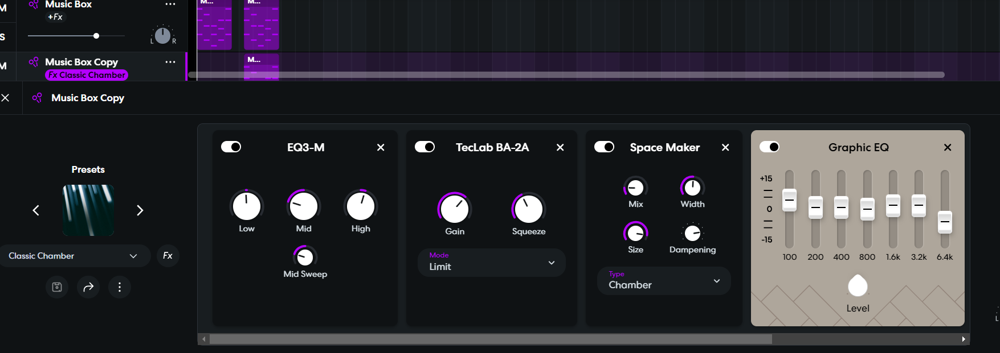 M
Music Box
M...
M...
+Fx
S
L
R
M
Music Box Copy
M...
Fx Classic Chamber
Music Box Copy
Presets
Classic Chamber
Fx
EQ3-M
Low
Mid
High
Mid Sweep
TecLab BA-2A
Gain
Squeeze
Mode
Limit
Space Maker
Mix
Width
Size
Dampening
Type
Chamber
Graphic EQ
+15
0
-15
100
200
400
800
1.6k
3.2k
6.4k
Level
L